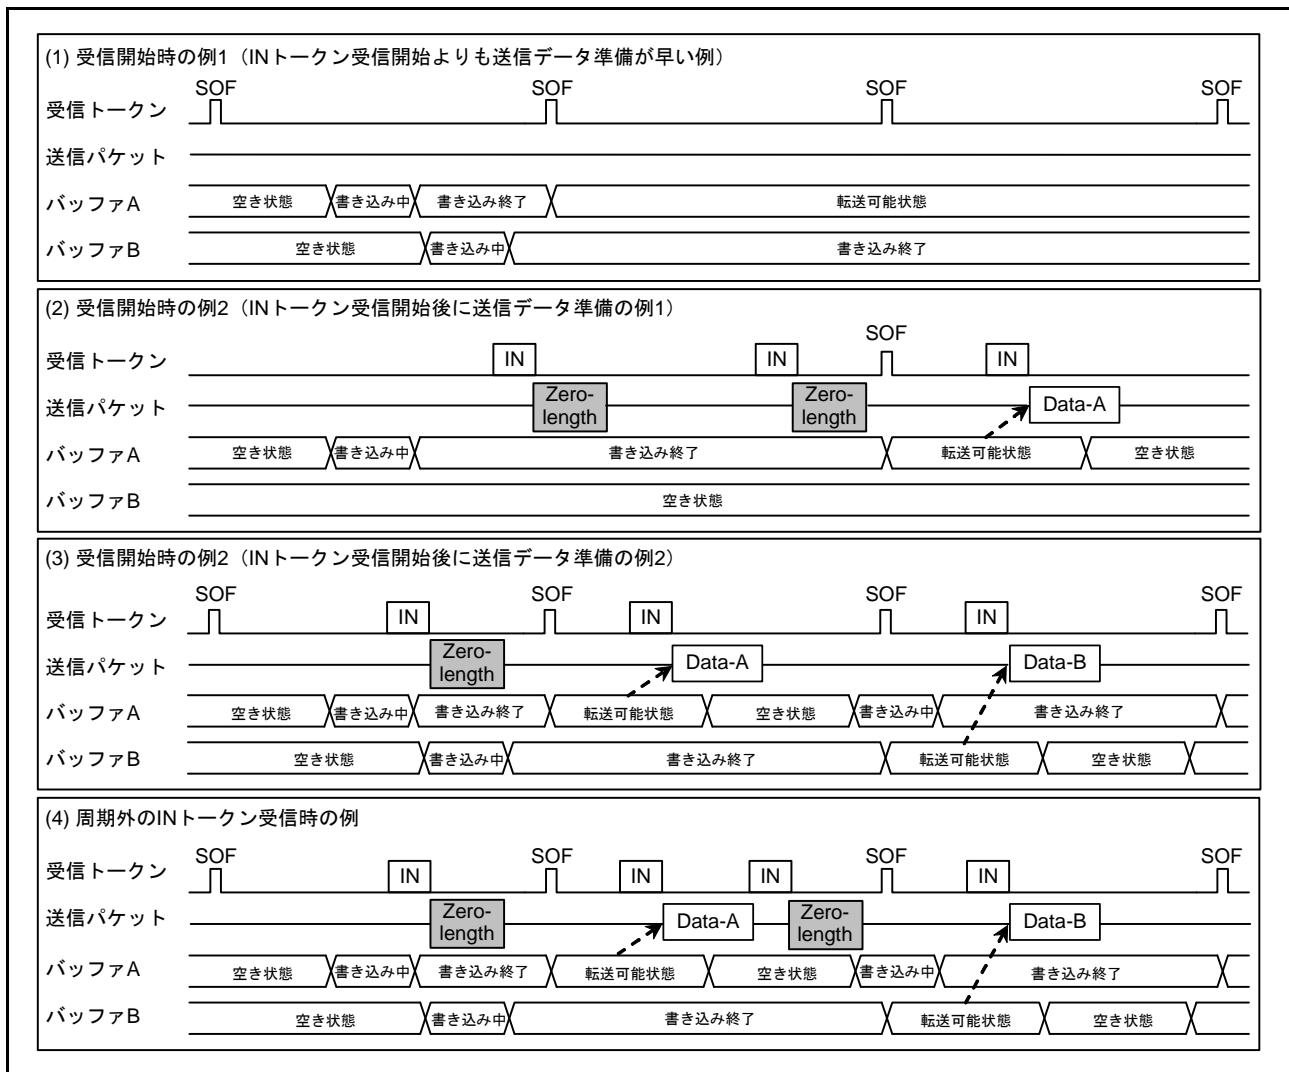 (1) 受信開始時の例1（INトークン受信開始よりも送信データ準備が早い例）
SOF SOF SOF SOF
受信トークン
送信パケット
バッファA 空き状態 書き込み中 書き込み終了 転送可能状態
バッファB 空き状態 書き込み中 書き込み終了
(2) 受信開始時の例2（INトークン受信開始後に送信データ準備の例1）
SOF
受信トークン IN IN IN
送信パケット Zero-length Zero-length Data-A
バッファA 空き状態 書き込み中 書き込み終了 転送可能状態 空き状態
バッファB 空き状態
(3) 受信開始時の例2（INトークン受信開始後に送信データ準備の例2）
SOF SOF SOF SOF
受信トークン IN IN IN
送信パケット Zero-length Data-A Data-B
バッファA 空き状態 書き込み中 書き込み終了 転送可能状態 空き状態 書き込み中 書き込み終了
バッファB 空き状態 書き込み中 書き込み終了 転送可能状態 空き状態
(4) 周期外のINトークン受信時の例
SOF SOF SOF SOF
受信トークン IN IN IN IN
送信パケット Zero-length Data-A Zero-length Data-B
バッファA 空き状態 書き込み中 書き込み終了 転送可能状態 空き状態 書き込み中 書き込み終了
バッファB 空き状態 書き込み中 書き込み終了 転送可能状態 空き状態